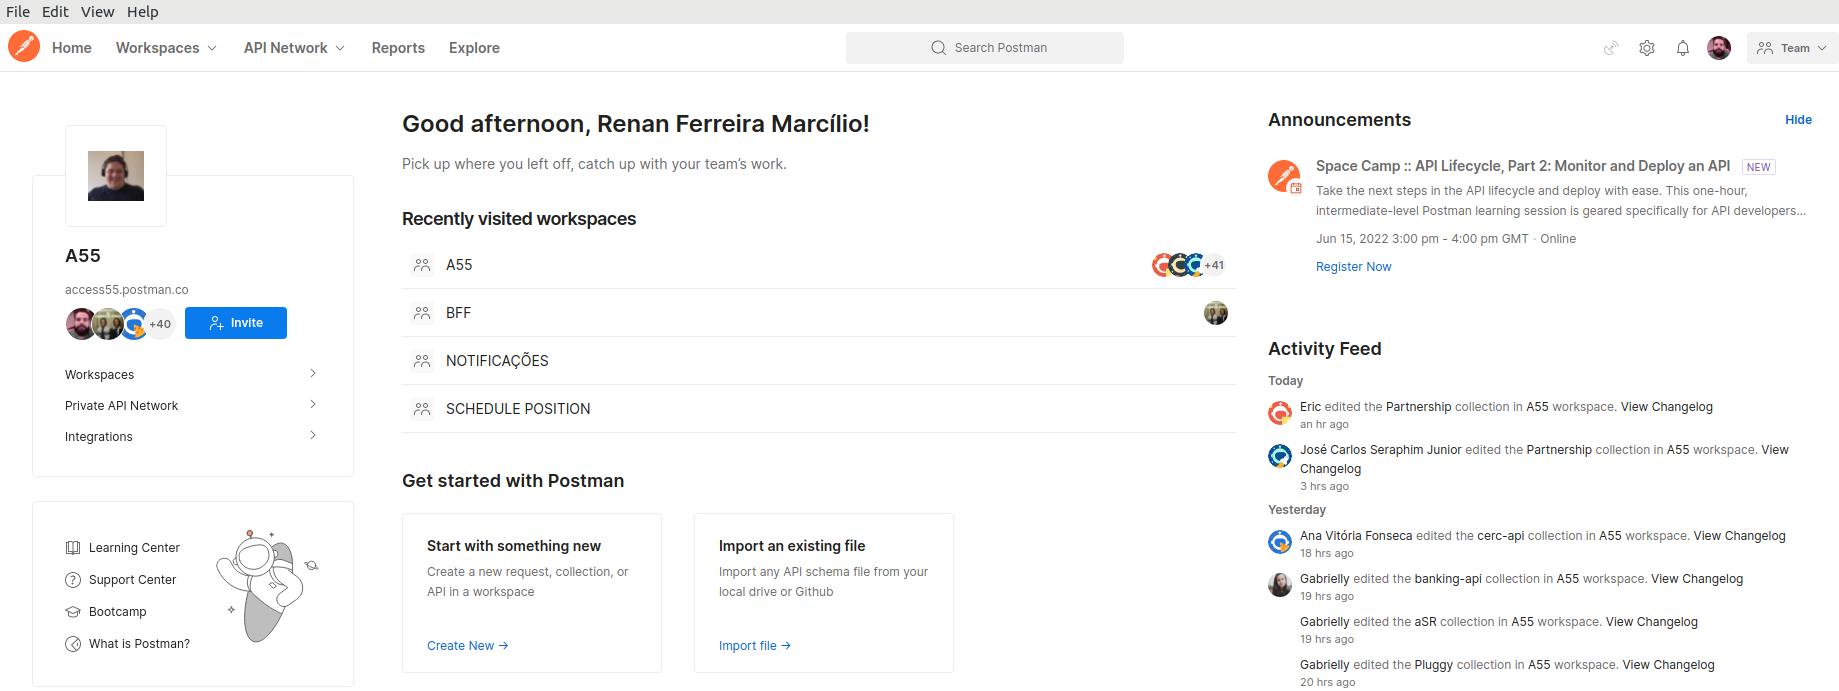 File Edit View Help
Home Workspaces API Network Reports Explore Search Postman Team
A55
access55.postman.co
+40 Invite
Workspaces
Private API Network
Integrations
Learning Center
Support Center
Bootcamp
What is Postman?
Good afternoon, Renan Ferreira Marcílio!
Pick up where you left off, catch up with your team’s work.
Recently visited workspaces
A55 +41
BFF
NOTIFICAÇÕES
SCHEDULE POSITION
Get started with Postman
Start with something new
Create a new request, collection, or
API in a workspace
Create New →
Import an existing file
Import any API schema file from your
local drive or Github
Import file →
Announcements Hide
Space Camp :: API Lifecycle, Part 2: Monitor and Deploy an API NEW
Take the next steps in the API lifecycle and deploy with ease. This one-hour,
intermediate-level Postman learning session is geared specifically for API developers...
Jun 15, 2022 3:00 pm - 4:00 pm GMT · Online
Register Now
Activity Feed
Today
Eric edited the Partnership collection in A55 workspace. View Changelog
an hr ago
José Carlos Seraphim Junior edited the Partnership collection in A55 workspace. View
Changelog
3 hrs ago
Yesterday
Ana Vitória Fonseca edited the cerc-api collection in A55 workspace. View Changelog
18 hrs ago
Gabrielly edited the banking-api collection in A55 workspace. View Changelog
19 hrs ago
Gabrielly edited the aSR collection in A55 workspace. View Changelog
19 hrs ago
Gabrielly edited the Pluggy collection in A55 workspace. View Changelog
20 hrs ago